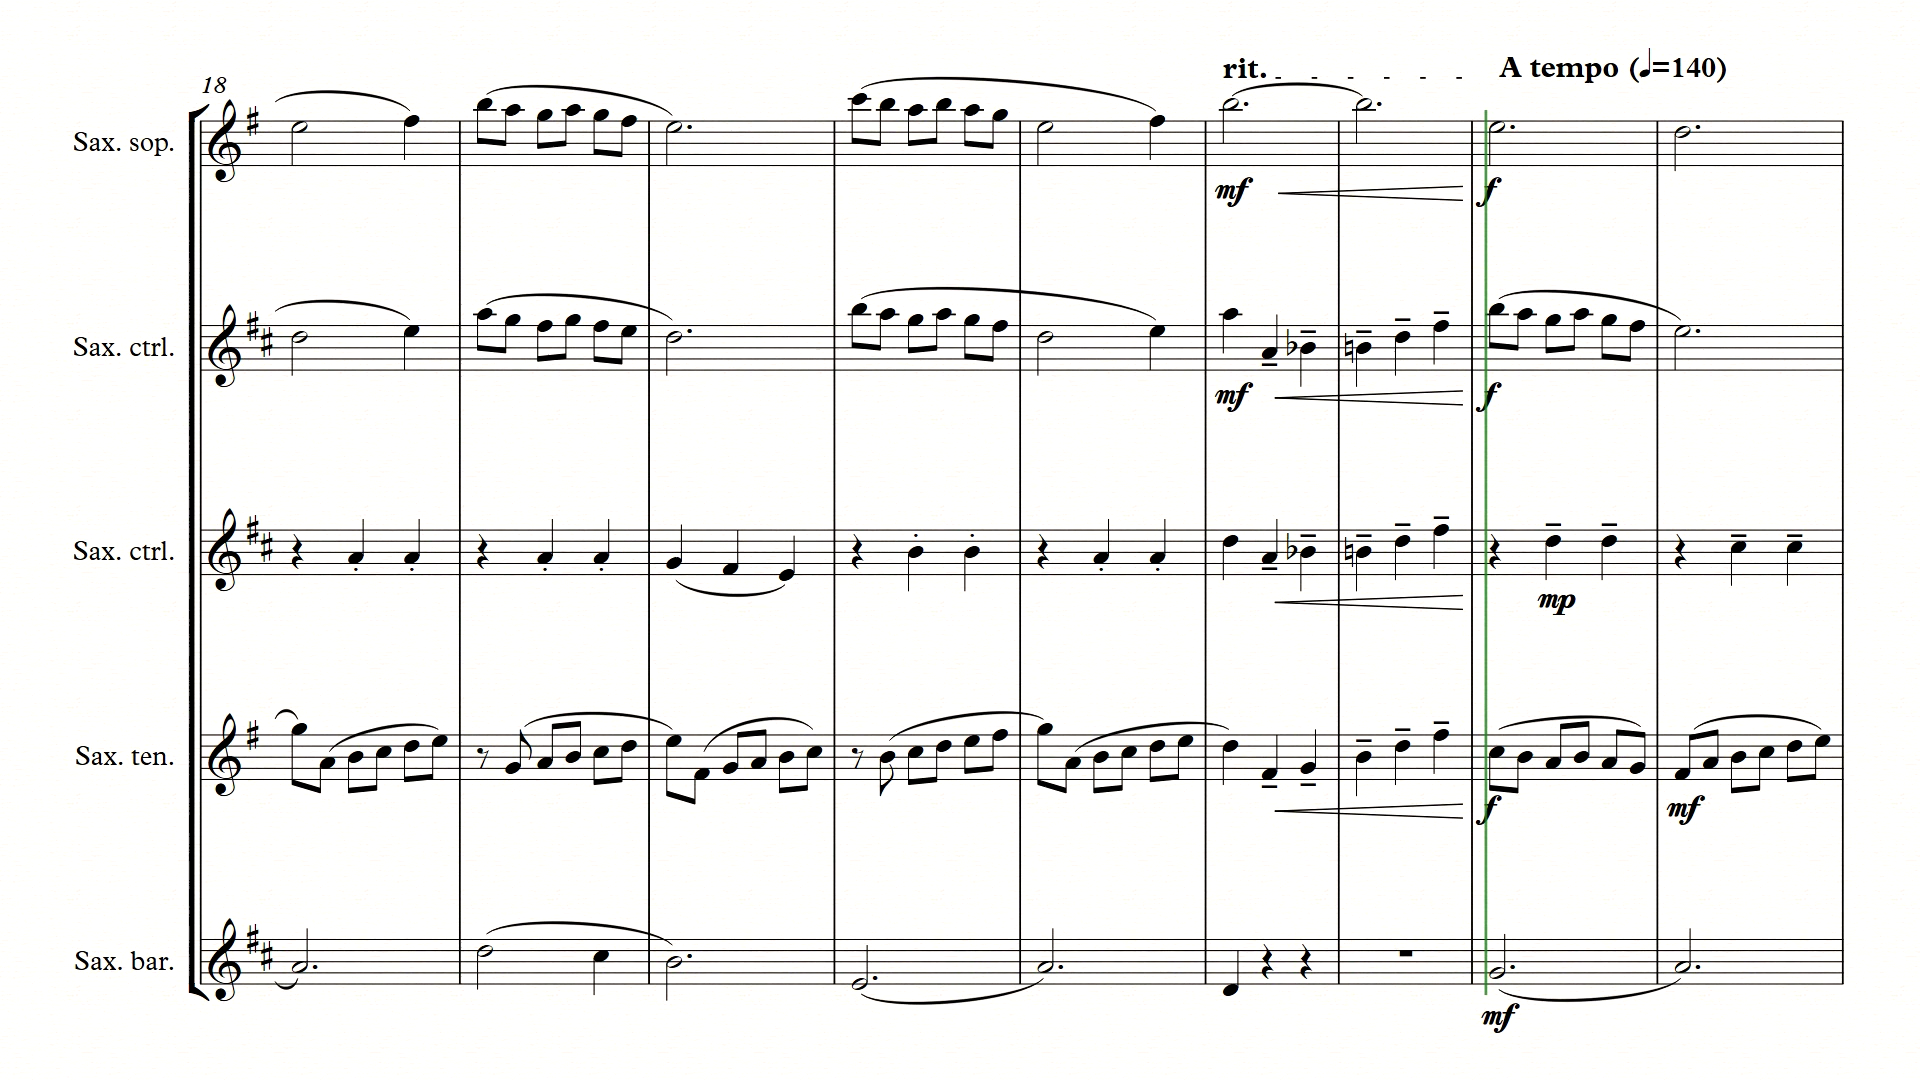 rit. A tempo (♩=140)
18
Sax. sop.
mf f
Sax. ctrl.
mf f
Sax. ctrl.
mp
Sax. ten.
f mf
Sax. bar.
mf